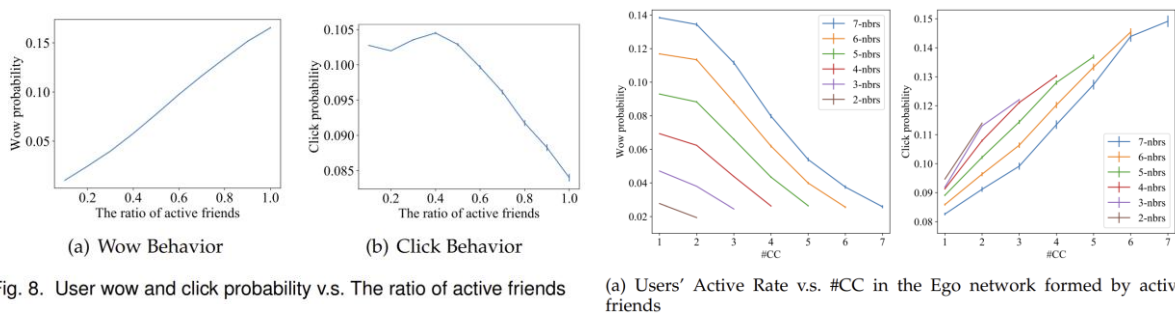 0.15
0.10
0.05
Wow probability
0.2 0.4 0.6 0.8 1.0
The ratio of active friends
(a) Wow Behavior
0.105
0.100
0.095
0.090
0.085
Click probability
0.2 0.4 0.6 0.8 1.0
The ratio of active friends
(b) Click Behavior
ig. 8. User wow and click probability v.s. The ratio of active friends
0.14
0.12
0.10
0.08
0.06
0.04
0.02
Wow probability
7-nbrs
6-nbrs
5-nbrs
4-nbrs
3-nbrs
2-nbrs
1 2 3 4 5 6 7
#CC
0.15
0.14
0.13
0.12
0.11
0.10
0.09
0.08
Click probability
7-nbrs
6-nbrs
5-nbrs
4-nbrs
3-nbrs
2-nbrs
1 2 3 4 5 6 7
#CC
(a) Users' Active Rate v.s. #CC in the Ego network formed by activ
friends